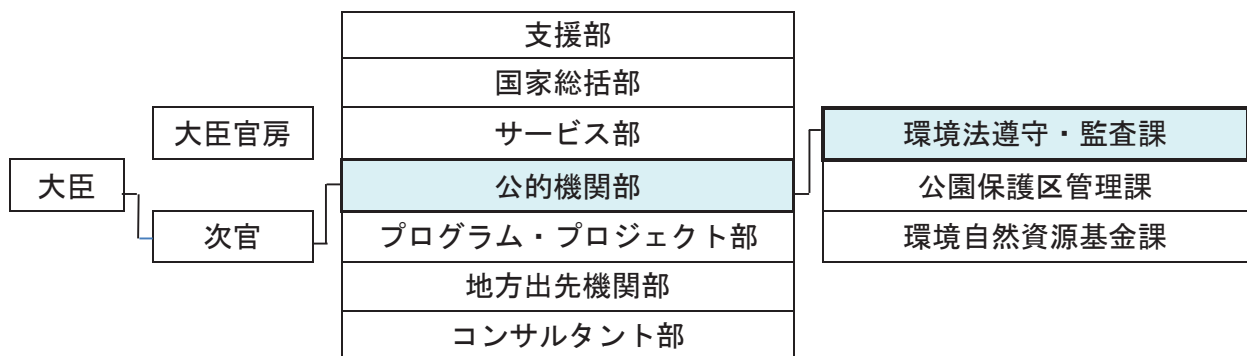 大臣
大臣官房
次官
支援部
国家総括部
サービス部
公的機関部
プログラム・プロジェクト部
地方出先機関部
コンサルタント部
環境法遵守・監査課
公園保護区管理課
環境自然資源基金課